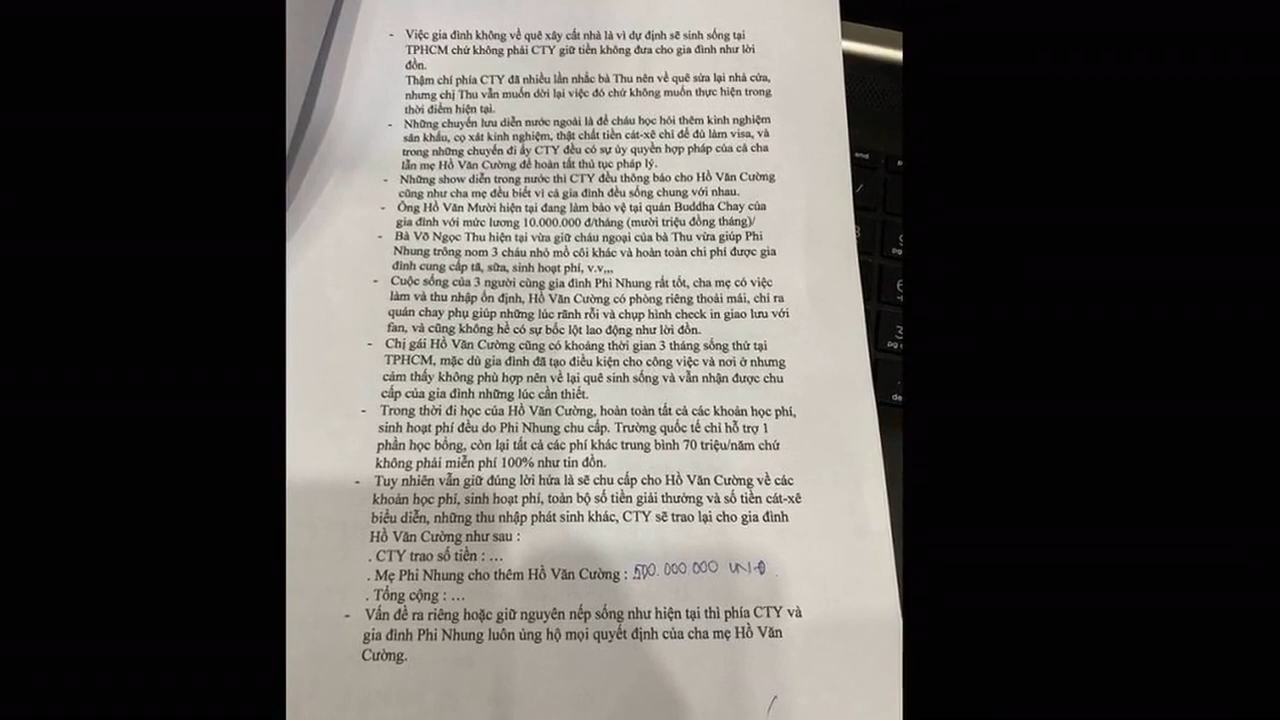 - Việc gia đình không về quê xây cất nhà là vì dự định sẽ sinh sống tại
TPHCM chứ không phải CTY giữ tiền không đưa cho gia đình như lời
đồn.
Thậm chí phía CTY đã nhiều lần nhắc bà Thu nên về quê sửa lại nhà cửa,
nhưng chị Thu vẫn muốn dời lại việc đó chứ không muốn thực hiện trong
thời điểm hiện tại.
- Những chuyến lưu diễn nước ngoài là để cháu học hỏi thêm kinh nghiệm
sân khấu, cọ xát kinh nghiệm, thật chất tiền cát-xê chỉ để đủ làm visa, và
trong những chuyến đi ấy CTY đều có sự ủy quyền hợp pháp của cả cha
lẫn mẹ Hồ Văn Cường để hoàn tất thủ tục pháp lý.
- Những show diễn trong nước thì CTY đều thông báo cho Hồ Văn Cường
cũng như cha mẹ đều biết vì cả gia đình đều sống chung với nhau.
- Ông Hồ Văn Mười hiện tại đang làm bảo vệ tại quán Buddha Chay của
gia đình với mức lương 10.000.000 đ/tháng (mười triệu đồng tháng)/
- Bà Võ Ngọc Thu hiện tại vừa giữ cháu ngoại của bà Thu vừa giúp Phi
Nhung trông nom 3 cháu nhỏ mồ côi khác và hoàn toàn chi phí được gia
đình cung cấp tã, sữa, sinh hoạt phí, v.v,,,
- Cuộc sống của 3 người cùng gia đình Phi Nhung rất tốt, cha mẹ có việc
làm và thu nhập ổn định, Hồ Văn Cường có phòng riêng thoải mái, chỉ ra
quán chay phụ giúp những lúc rãnh rỗi và chụp hình check in giao lưu với
fan, và cũng không hề có sự bốc lột lao động như lời đồn.
- Chị gái Hồ Văn Cường cũng có khoảng thời gian 3 tháng sống thử tại
TPHCM, mặc dù gia đình đã tạo điều kiện cho công việc và nơi ở nhưng
cảm thấy không phù hợp nên về lại quê sinh sống và vẫn nhận được chu
cấp của gia đình những lúc cần thiết.
- Trong thời đi học của Hồ Văn Cường, hoàn toàn tất cả các khoản học phí,
sinh hoạt phí đều do Phi Nhung chu cấp. Trường quốc tế chỉ hỗ trợ 1
phần học bổng, còn lại tất cả các phí khác trung bình 70 triệu/năm chứ
không phải miễn phí 100% như tin đồn.
- Tuy nhiên vẫn giữ đúng lời hứa là sẽ chu cấp cho Hồ Văn Cường về các
khoản học phí, sinh hoạt phí, toàn bộ số tiền giải thưởng và số tiền cát-xê
biểu diễn, những thu nhập phát sinh khác, CTY sẽ trao lại cho gia đình
Hồ Văn Cường như sau :
. CTY trao số tiền : ...
. Mẹ Phi Nhung cho thêm Hồ Văn Cường : 500.000.000 VNĐ
. Tổng cộng : ...
- Vấn đề ra riêng hoặc giữ nguyên nếp sống như hiện tại thì phía CTY và
gia đình Phi Nhung luôn ủng hộ mọi quyết định của cha mẹ Hồ Văn
Cường.